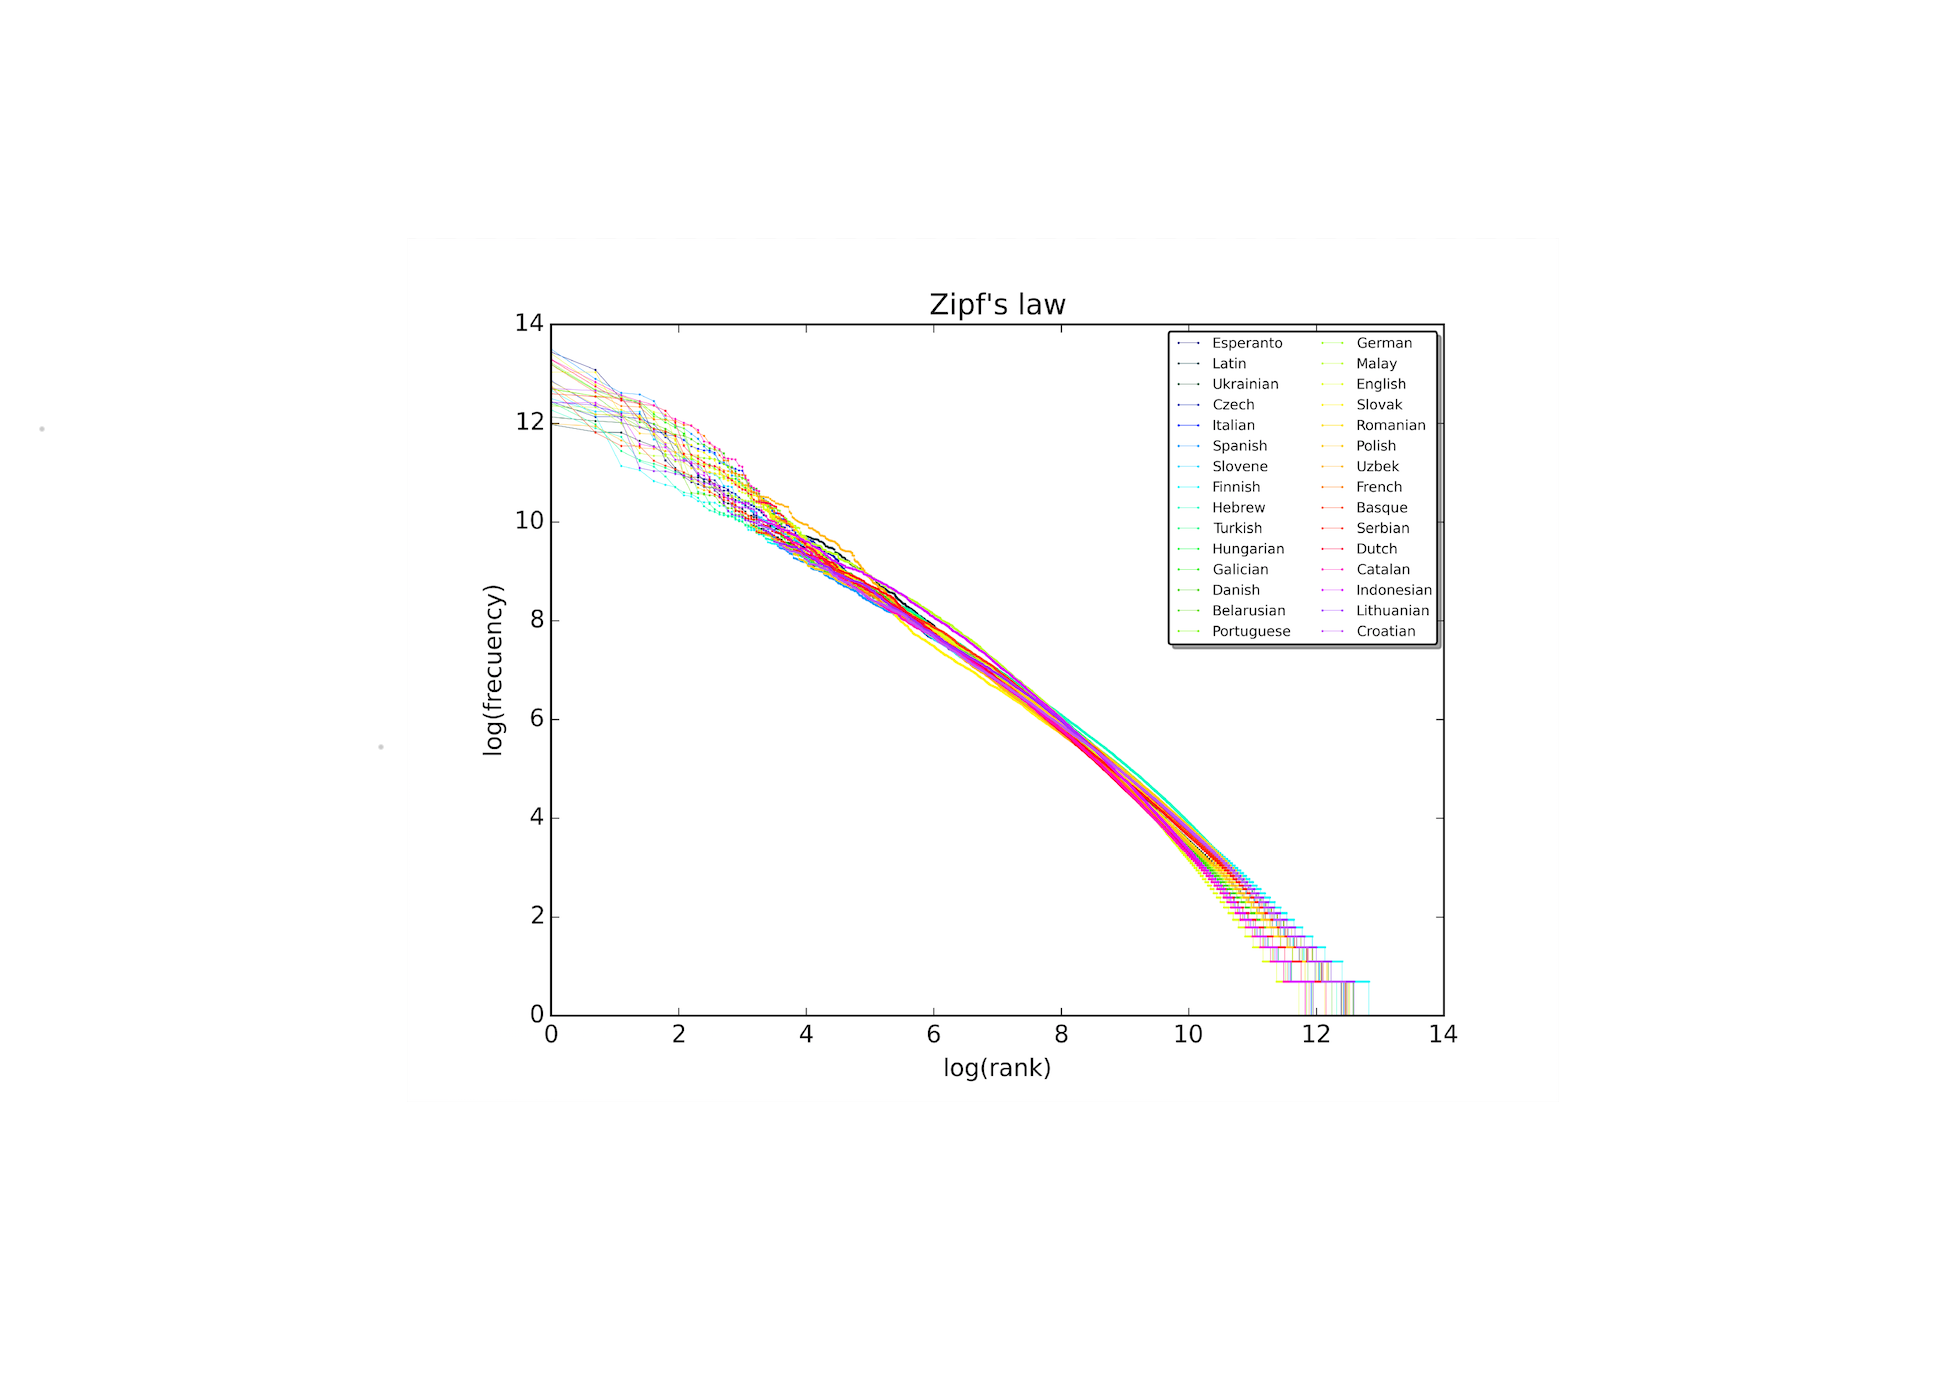 Zipf's law
14
12
10
8
6
4
2
0
log(frecuency)
0 2 4 6 8 10 12 14
log(rank)
Esperanto
Latin
Ukrainian
Czech
Italian
Spanish
Slovene
Finnish
Hebrew
Turkish
Hungarian
Galician
Danish
Belarusian
Portuguese
German
Malay
English
Slovak
Romanian
Polish
Uzbek
French
Basque
Serbian
Dutch
Catalan
Indonesian
Lithuanian
Croatian